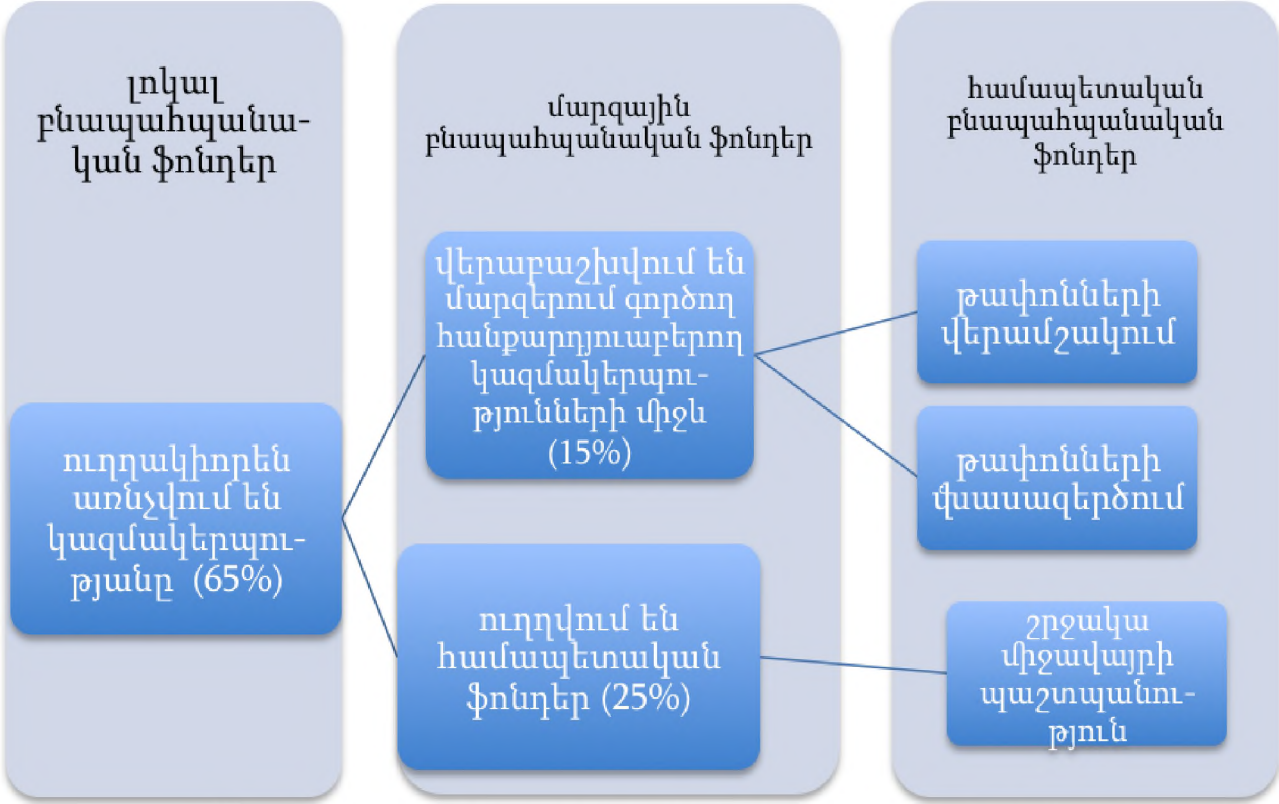 լոկալ
բնապահպանա-
կան ֆոնդեր
ուղղակիորեն
առնչվում են
կազմակերպու-
թյանը (65%)
մարզային
բնապահպանական ֆոնդեր
վերաբաշխվում են
մարզերում գործող
հանքարդյուաբերող
կազմակերպու-
թյունների միջև
(15%)
ուղղվում են
համապետական
ֆոնդեր (25%)
համապետական
բնապահպանական
ֆոնդեր
թափոնների
վերամշակում
թափոնների
վնասազերծում
շրջակա
միջավայրի
պաշտպանու-
թյուն